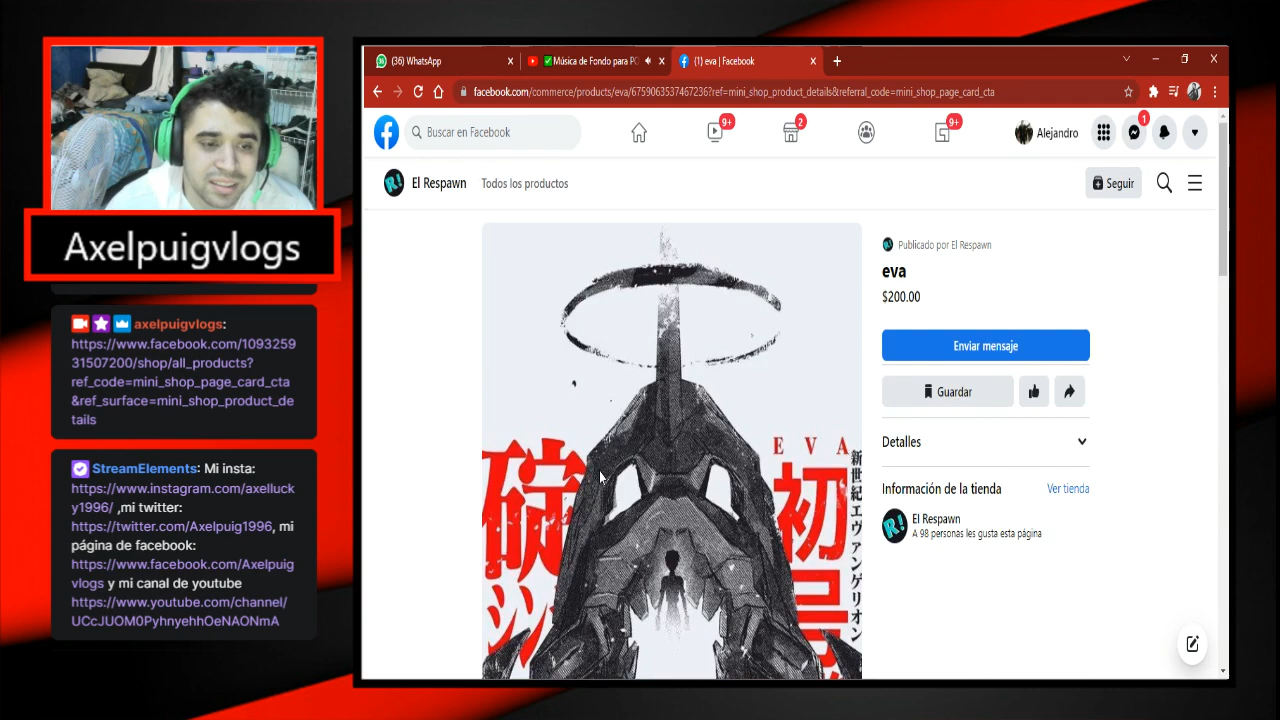 Axelpuigvlogs
axelpuigvlogs:
https://www.facebook.com/1093259
31507200/shop/all_products?
ref_code=mini_shop_page_card_cta
&ref_surface=mini_shop_product_de
tails
StreamElements: Mi insta:
https://www.instagram.com/axelluck
y1996/ ,mi twitter:
https://twitter.com/Axelpuig1996, mi
página de facebook:
https://www.facebook.com/Axelpuig
vlogs y mi canal de youtube
https://www.youtube.com/channel/
UCcJUOM0PyhnyehhOeNAONmA
(36) WhatsApp
Música de Fondo para PO
(1) eva | Facebook
facebook.com/commerce/products/eva/6759063537467236?ref=mini_shop_product_details&referral_code=mini_shop_page_card_cta
Buscar en Facebook
9+
2
9+
Alejandro
1
R! El Respawn
Todos los productos
Seguir
碇
シン
EVA
初号
新世紀エヴァンゲリオン
Publicado por El Respawn
eva
$200.00
Enviar mensaje
Guardar
Detalles
Información de la tienda
Ver tienda
R! El Respawn
A 98 personas les gusta esta página